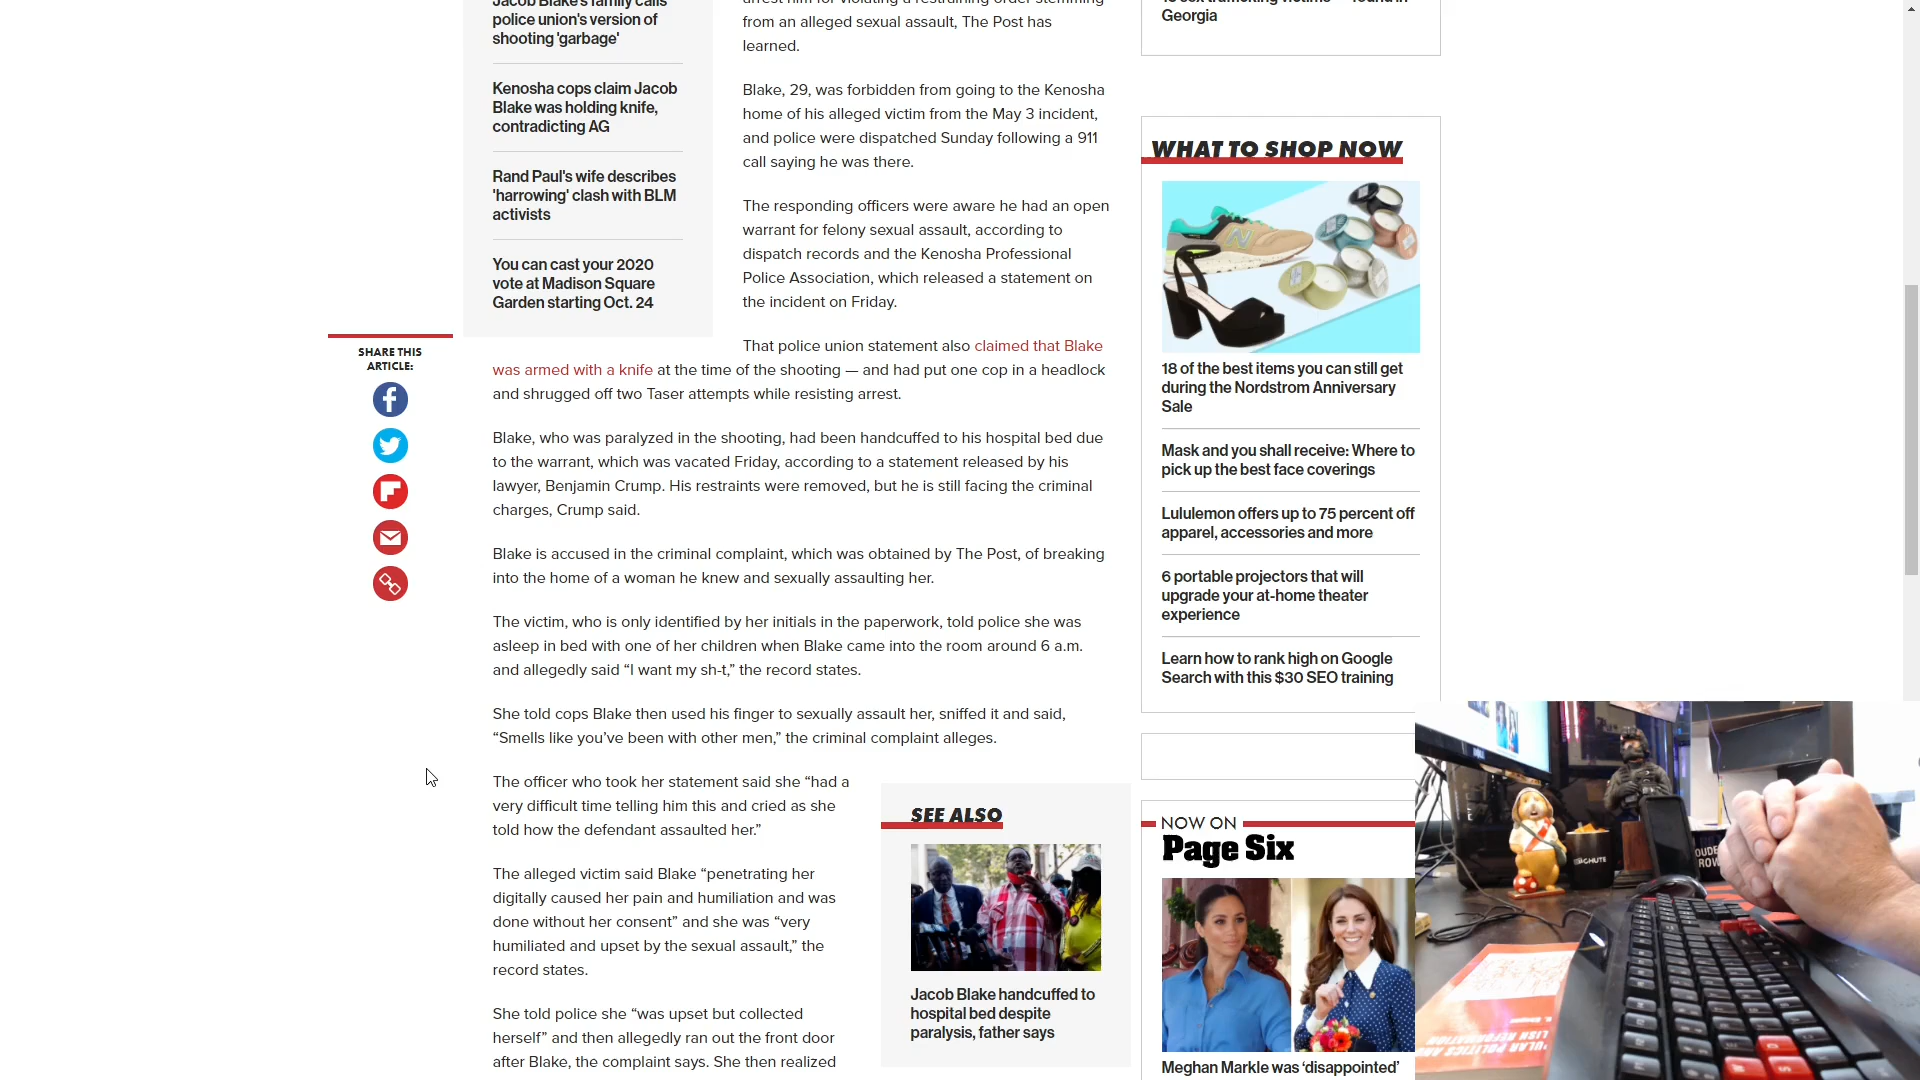 Jacob Blake's family calls
police union's version of
shooting 'garbage'
Kenosha cops claim Jacob
Blake was holding knife,
contradicting AG
Rand Paul's wife describes
'harrowing' clash with BLM
activists
You can cast your 2020
vote at Madison Square
Garden starting Oct. 24
SHARE THIS
ARTICLE:
arrest him for violating a restraining order stemming
from an alleged sexual assault, The Post has
learned.
Blake, 29, was forbidden from going to the Kenosha
home of his alleged victim from the May 3 incident,
and police were dispatched Sunday following a 911
call saying he was there.
The responding officers were aware he had an open
warrant for felony sexual assault, according to
dispatch records and the Kenosha Professional
Police Association, which released a statement on
the incident on Friday.
That police union statement also claimed that Blake
was armed with a knife at the time of the shooting — and had put one cop in a headlock
and shrugged off two Taser attempts while resisting arrest.
Blake, who was paralyzed in the shooting, had been handcuffed to his hospital bed due
to the warrant, which was vacated Friday, according to a statement released by his
lawyer, Benjamin Crump. His restraints were removed, but he is still facing the criminal
charges, Crump said.
Blake is accused in the criminal complaint, which was obtained by The Post, of breaking
into the home of a woman he knew and sexually assaulting her.
The victim, who is only identified by her initials in the paperwork, told police she was
asleep in bed with one of her children when Blake came into the room around 6 a.m.
and allegedly said “I want my sh-t,” the record states.
She told cops Blake then used his finger to sexually assault her, sniffed it and said,
“Smells like you’ve been with other men,” the criminal complaint alleges.
The officer who took her statement said she “had a
very difficult time telling him this and cried as she
told how the defendant assaulted her.”
The alleged victim said Blake “penetrating her
digitally caused her pain and humiliation and was
done without her consent” and she was “very
humiliated and upset by the sexual assault,” the
record states.
She told police she “was upset but collected
herself” and then allegedly ran out the front door
after Blake, the complaint says. She then realized
SEE ALSO
Jacob Blake handcuffed to
hospital bed despite
paralysis, father says
Georgia
WHAT TO SHOP NOW
18 of the best items you can still get
during the Nordstrom Anniversary
Sale
Mask and you shall receive: Where to
pick up the best face coverings
Lululemon offers up to 75 percent off
apparel, accessories and more
6 portable projectors that will
upgrade your at-home theater
experience
Learn how to rank high on Google
Search with this $30 SEO training
NOW ON
Page Six
Meghan Markle was ‘disappointed’